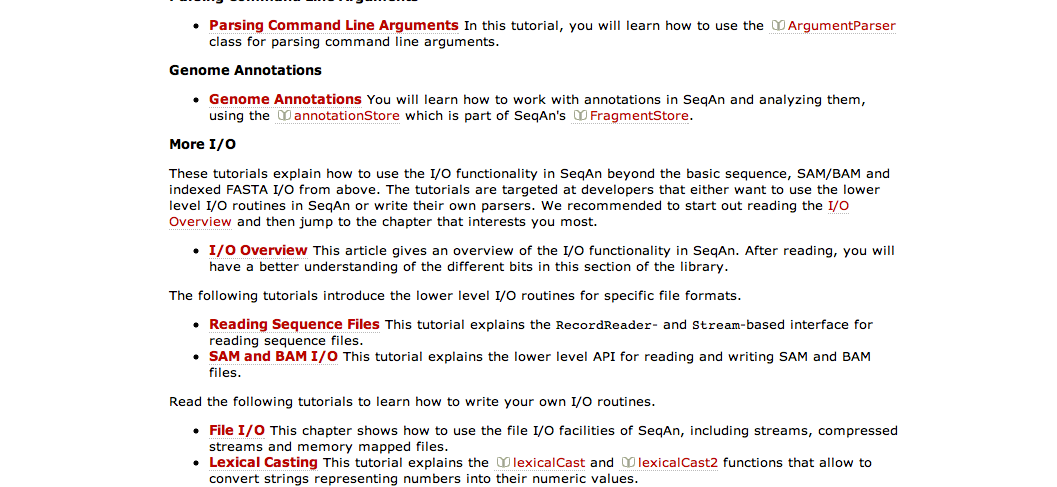 Parsing Command Line Arguments
Parsing Command Line Arguments In this tutorial, you will learn how to use the ArgumentParser
class for parsing command line arguments.
Genome Annotations
Genome Annotations You will learn how to work with annotations in SeqAn and analyzing them,
using the annotationStore which is part of SeqAn's FragmentStore.
More I/O
These tutorials explain how to use the I/O functionality in SeqAn beyond the basic sequence, SAM/BAM and
indexed FASTA I/O from above. The tutorials are targeted at developers that either want to use the lower
level I/O routines in SeqAn or write their own parsers. We recommended to start out reading the I/O
Overview and then jump to the chapter that interests you most.
I/O Overview This article gives an overview of the I/O functionality in SeqAn. After reading, you will
have a better understanding of the different bits in this section of the library.
The following tutorials introduce the lower level I/O routines for specific file formats.
Reading Sequence Files This tutorial explains the RecordReader- and Stream-based interface for
reading sequence files.
SAM and BAM I/O This tutorial explains the lower level API for reading and writing SAM and BAM
files.
Read the following tutorials to learn how to write your own I/O routines.
File I/O This chapter shows how to use the file I/O facilities of SeqAn, including streams, compressed
streams and memory mapped files.
Lexical Casting This tutorial explains the lexicalCast and lexicalCast2 functions that allow to
convert strings representing numbers into their numeric values.